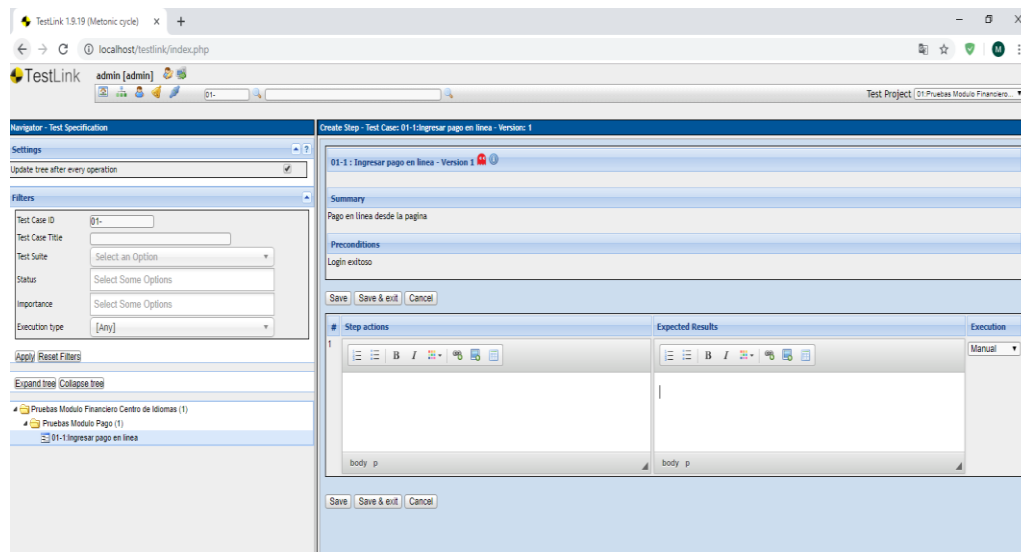 TestLink 1.9.19 (Metonic cycle)
localhost/testlink/index.php
M
TestLink
admin [admin]
01-
Test Project 01:Pruebas Modulo Financiero...
Navigator - Test Specification
Settings
Update tree after every operation
Filters
Test Case ID 01-
Test Case Title
Test Suite Select an Option
Status Select Some Options
Importance Select Some Options
Execution type [Any]
Apply Reset Filters
Expand tree Collapse tree
Pruebas Modulo Financiero Centro de Idiomas (1)
Pruebas Modulo Pago (1)
01-1:Ingresar pago en linea
Create Step - Test Case: 01-1:Ingresar pago en linea - Version: 1
01-1 : Ingresar pago en linea - Version 1
Summary
Pago en linea desde la pagina
Preconditions
Login exitoso
Save Save & exit Cancel
# Step actions Expected Results Execution
1 B I B I Manual
body p body p
Save Save & exit Cancel